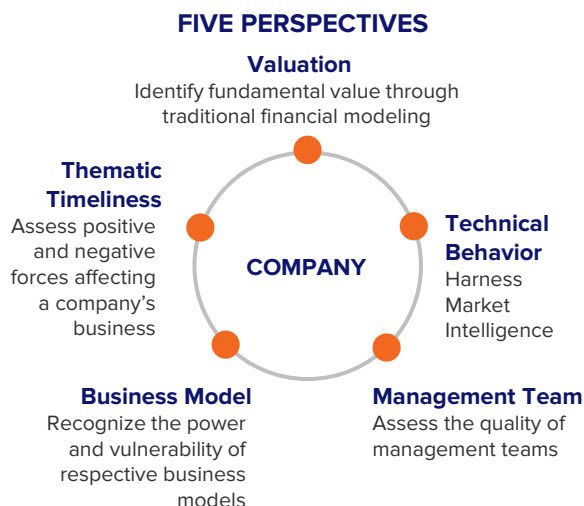 FIVE PERSPECTIVES
Valuation
Identify fundamental value through
traditional financial modeling
Thematic
Timeliness
Assess positive
and negative
forces affecting
a company's
business
COMPANY
Technical
Behavior
Harness
Market
Intelligence
Business Model
Recognize the power
and vulnerability of
respective business
models
Management Team
Assess the quality of
management teams